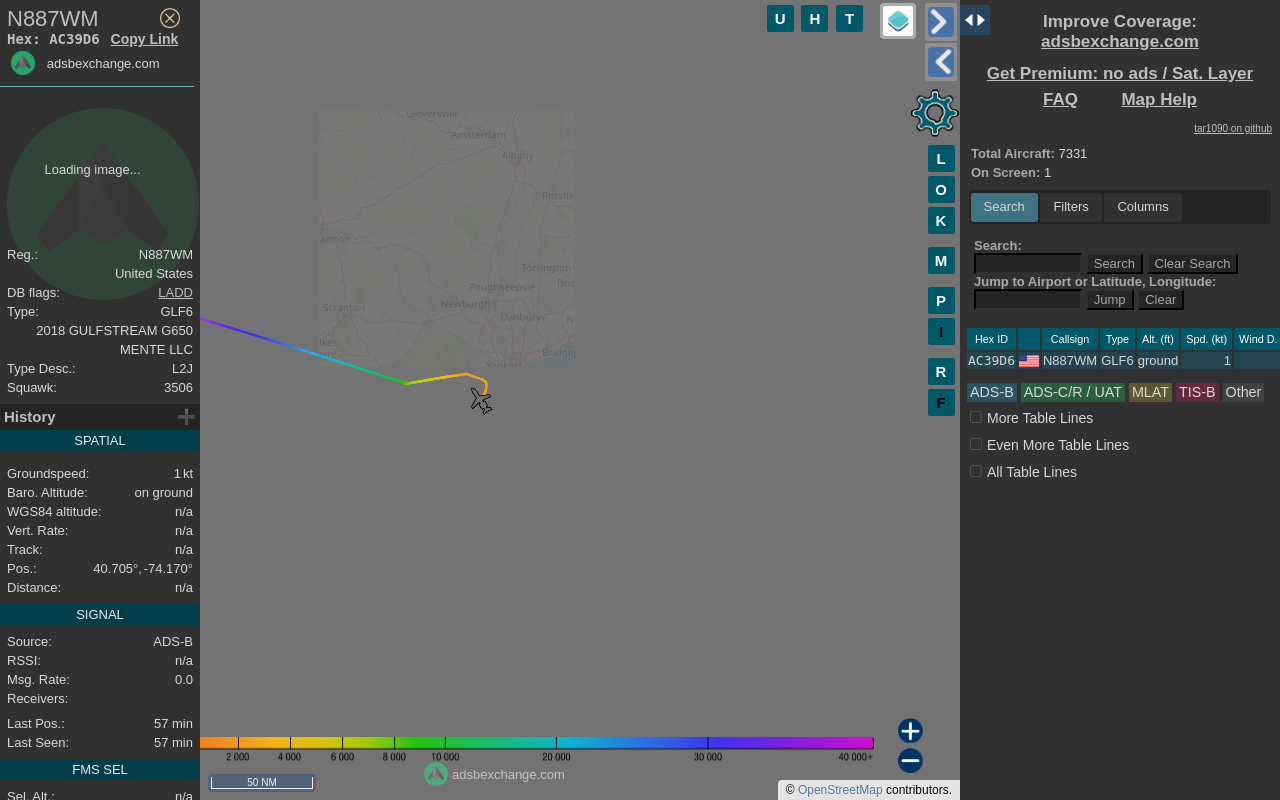 N887WM
Hex: AC39D6 Copy Link
adsbexchange.com
Loading image...
Reg.: N887WM
United States
DB flags: LADD
Type: GLF6
2018 GULFSTREAM G650
MENTE LLC
Type Desc.: L2J
Squawk: 3506
History
SPATIAL
Groundspeed: 1 kt
Baro. Altitude: on ground
WGS84 altitude: n/a
Vert. Rate: n/a
Track: n/a
Pos.: 40.705°, -74.170°
Distance: n/a
SIGNAL
Source: ADS-B
RSSI: n/a
Msg. Rate: 0.0
Receivers:
Last Pos.: 57 min
Last Seen: 57 min
FMS SEL
Sel. Alt.: n/a
U H T
L
O
K
M
P
I
R
F
Gloversville
Amsterdam
Albany
Pittsfie
amton
Torrington
Bris
Poughkeepsie
Newburgh
Scranton
Danbury
N
lkes-
rre
Bridgep
Yonkers
2 000 4 000 6 000 8 000 10 000 20 000 30 000 40 000+
50 NM
adsbexchange.com
© OpenStreetMap contributors.
Improve Coverage:
adsbexchange.com
Get Premium: no ads / Sat. Layer
FAQ Map Help
tar1090 on github
Total Aircraft: 7331
On Screen: 1
Search Filters Columns
Search:
Search Clear Search
Jump to Airport or Latitude, Longitude:
Jump Clear
Hex ID Callsign Type Alt. (ft) Spd. (kt) Wind D.
AC39D6 N887WM GLF6 ground 1
ADS-B ADS-C/R / UAT MLAT TIS-B Other
More Table Lines
Even More Table Lines
All Table Lines